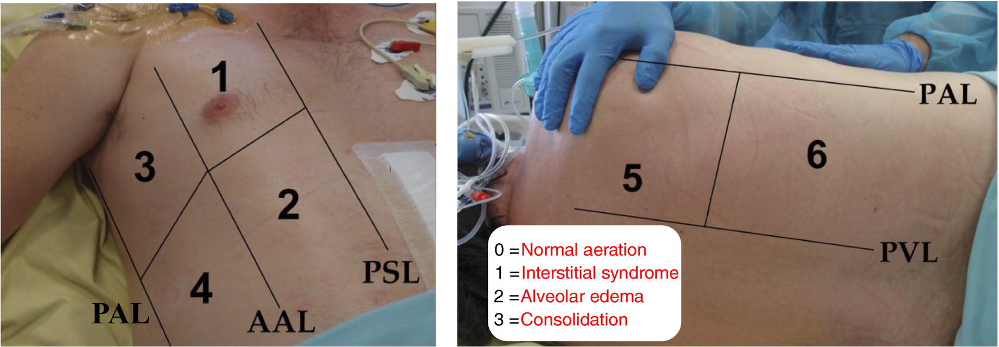 1
3
2
4
PSL
PAL
AAL
PAL
5
6
PVL
0 =Normal aeration
1 =Interstitial syndrome
2 =Alveolar edema
3 =Consolidation